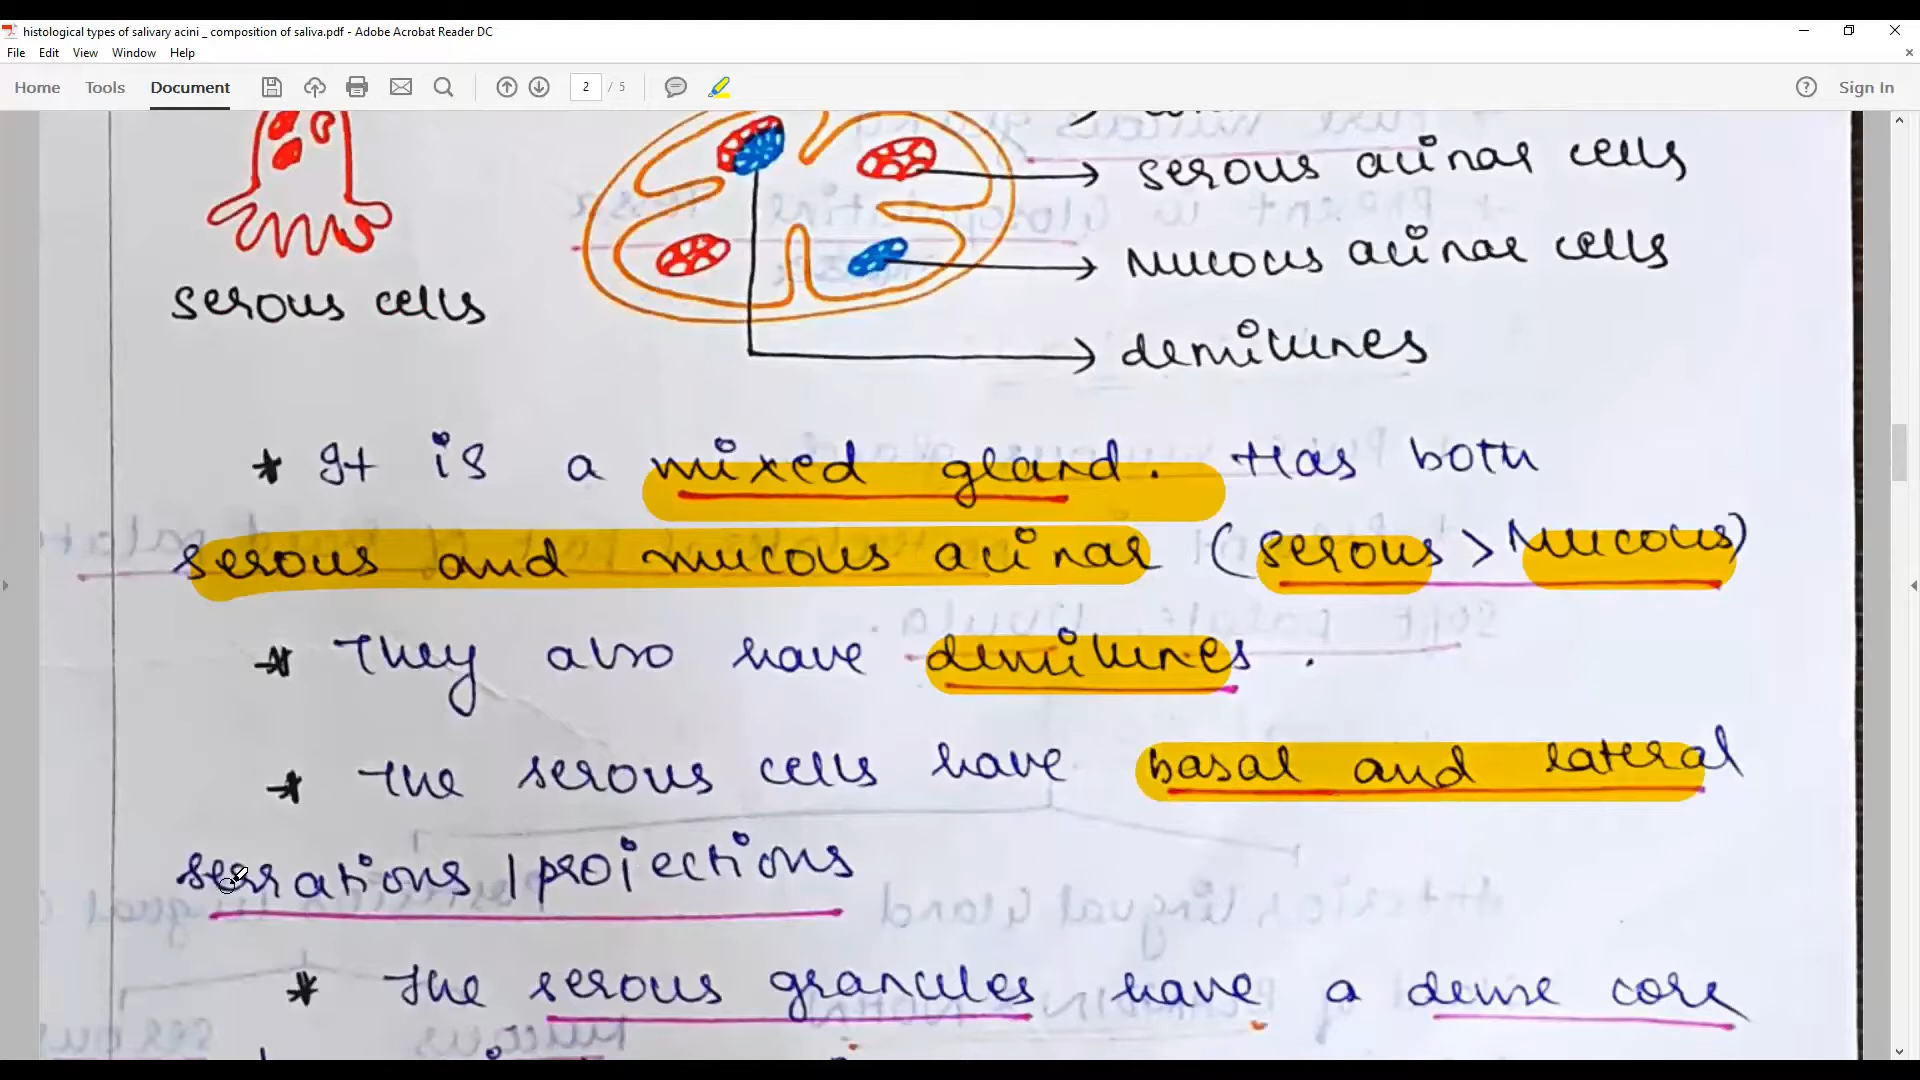 histological types of salivary acini _ composition of saliva.pdf - Adobe Acrobat Reader DC
File Edit View Window Help
Home Tools Document 2 / 5 Sign In
serous acinar cells
Mucous acinar cells
serous cells
demilunes
* It is a mixed gland. Has both
serous and mucous acinar (serous > Mucous)
* They also have demilunes.
* The serous cells have basal and lateral
serrations / projections
* The serous granules have a dense core